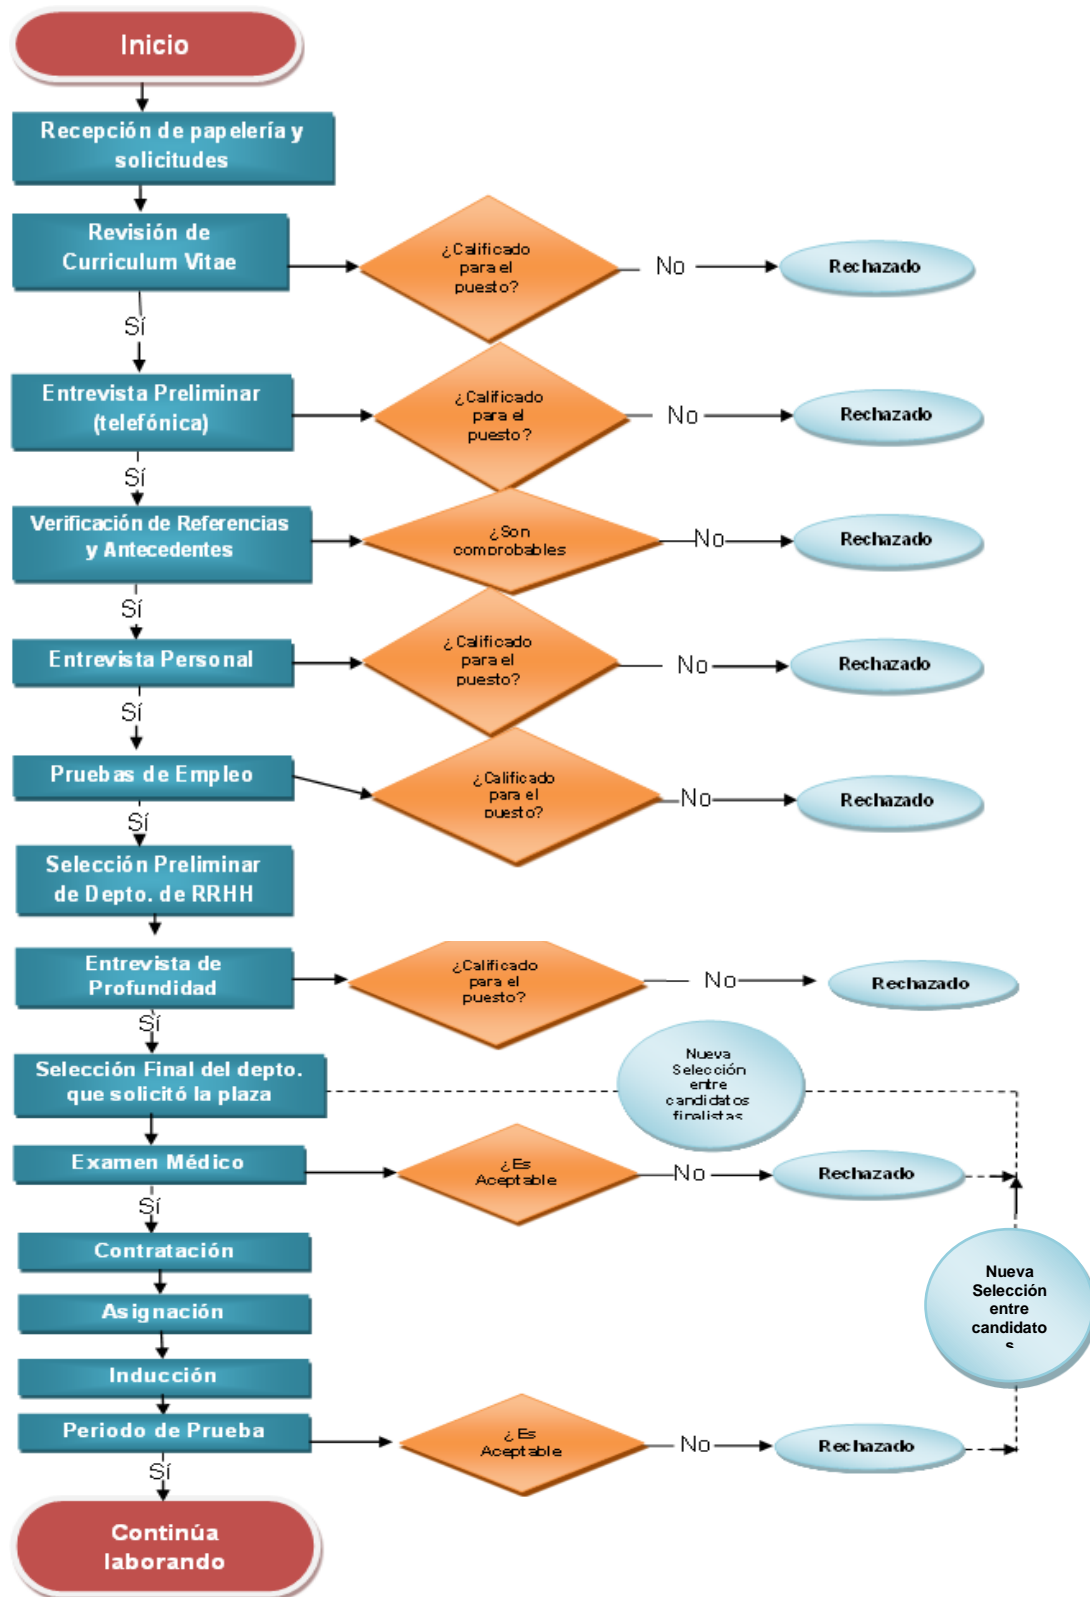 Inicio
Recepción de papelería y
solicitudes
Revisión de
Curriculum Vitae
¿Calificado
para el
puesto?
No
Rechazado
Sí
Entrevista Preliminar
(telefónica)
¿Calificado
para el
puesto?
No
Rechazado
Sí
Verificación de Referencias
y Antecedentes
¿Son
comprobables
No
Rechazado
Sí
Entrevista Personal
¿Calificado
para el
puesto?
No
Rechazado
Sí
Pruebas de Empleo
¿Calificado
para el
puesto?
No
Rechazado
Sí
Selección Preliminar
de Depto. de RRHH
Entrevista de
Profundidad
¿Calificado
para el
puesto?
No
Rechazado
Sí
Selección Final del depto.
que solicitó la plaza
Nueva
Selección
entre
candidatos
finalistas
Examen Médico
¿Es
Aceptable
No
Rechazado
Sí
Contratación
Nueva
Selección
entre
candidato
s
Asignación
Inducción
Periodo de Prueba
¿Es
Aceptable
No
Rechazado
Sí
Continúa
laborando